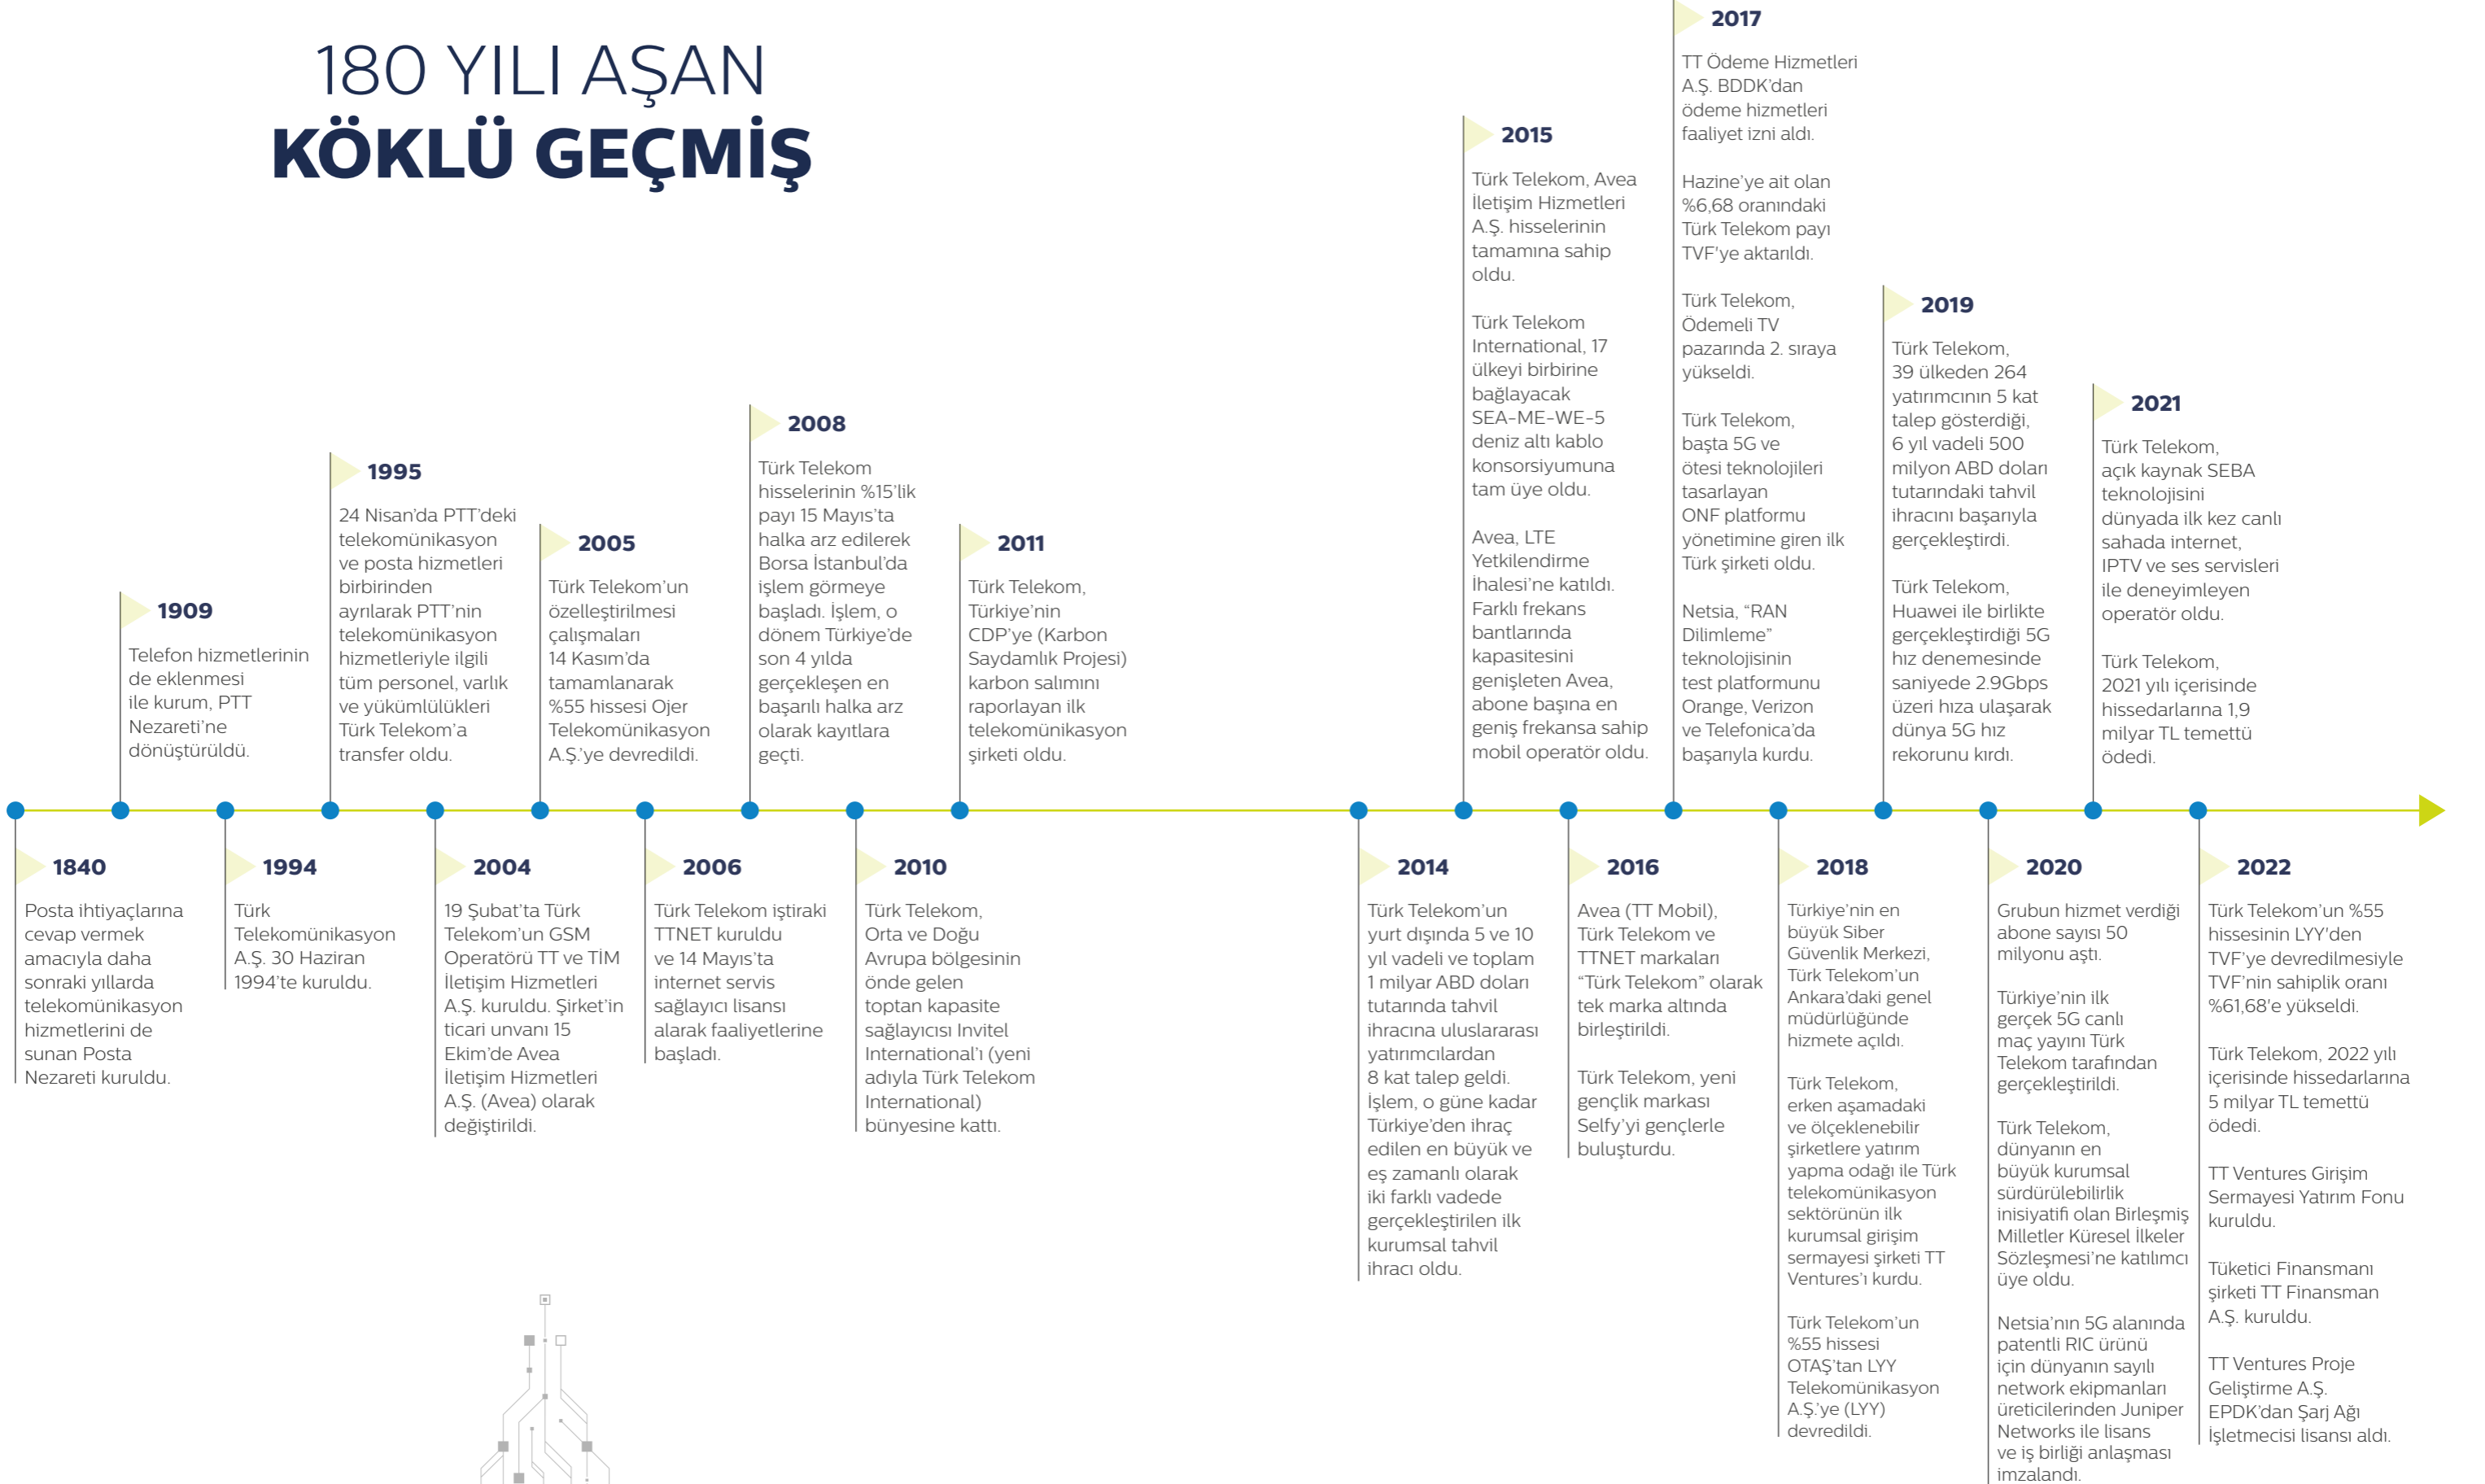 180 YILI AŞAN
KÖKLÜ GEÇMİŞ
1840
Posta ihtiyaçlarına
cevap vermek
amacıyla daha
sonraki yıllarda
telekomünikasyon
hizmetlerini de
sunan Posta
Nezareti kuruldu.
1909
Telefon hizmetlerinin
de eklenmesi
ile kurum, PTT
Nezareti’ne
dönüştürüldü.
1994
Türk
Telekomünikasyon
A.Ş. 30 Haziran
1994’te kuruldu.
1995
24 Nisan’da PTT’deki
telekomünikasyon
ve posta hizmetleri
birbirinden
ayrılarak PTT’nin
telekomünikasyon
hizmetleriyle ilgili
tüm personel, varlık
ve yükümlülükleri
Türk Telekom’a
transfer oldu.
2004
19 Şubat’ta Türk
Telekom’un GSM
Operatörü TT ve TİM
İletişim Hizmetleri
A.Ş. kuruldu. Şirket’in
ticari unvanı 15
Ekim’de Avea
İletişim Hizmetleri
A.Ş. (Avea) olarak
değiştirildi.
2005
Türk Telekom’un
özelleştirilmesi
çalışmaları
14 Kasım’da
tamamlanarak
%55 hissesi Ojer
Telekomünikasyon
A.Ş.’ye devredildi.
2006
Türk Telekom iştiraki
TTNET kuruldu
ve 14 Mayıs’ta
internet servis
sağlayıcı lisansı
alarak faaliyetlerine
başladı.
2008
Türk Telekom
hisselerinin %15’lik
payı 15 Mayıs’ta
halka arz edilerek
Borsa İstanbul’da
işlem görmeye
başladı. İşlem, o
dönem Türkiye’de
son 4 yılda
gerçekleşen en
başarılı halka arz
olarak kayıtlara
geçti.
2010
Türk Telekom,
Orta ve Doğu
Avrupa bölgesinin
önde gelen
toptan kapasite
sağlayıcısı Invitel
International’ı (yeni
adıyla Türk Telekom
International)
bünyesine kattı.
2011
Türk Telekom,
Türkiye’nin
CDP’ye (Karbon
Saydamlık Projesi)
karbon salımını
raporlayan ilk
telekomünikasyon
şirketi oldu.
2014
Türk Telekom’un
yurt dışında 5 ve 10
yıl vadeli ve toplam
1 milyar ABD doları
tutarında tahvil
ihracına uluslararası
yatırımcılardan
8 kat talep geldi.
İşlem, o güne kadar
Türkiye’den ihraç
edilen en büyük ve
eş zamanlı olarak
iki farklı vadede
gerçekleştirilen ilk
kurumsal tahvil
ihracı oldu.
2015
Türk Telekom, Avea
İletişim Hizmetleri
A.Ş. hisselerinin
tamamına sahip
oldu.
Türk Telekom
International, 17
ülkeyi birbirine
bağlayacak
SEA-ME-WE-5
deniz altı kablo
konsorsiyumuna
tam üye oldu.
Avea, LTE
Yetkilendirme
İhalesi’ne katıldı.
Farklı frekans
bantlarında
kapasitesini
genişleten Avea,
abone başına en
geniş frekansa sahip
mobil operatör oldu.
2016
Avea (TT Mobil),
Türk Telekom ve
TTNET markaları
“Türk Telekom” olarak
tek marka altında
birleştirildi.
Türk Telekom, yeni
gençlik markası
Selfy’yi gençlerle
buluşturdu.
2017
TT Ödeme Hizmetleri
A.Ş. BDDK’dan
ödeme hizmetleri
faaliyet izni aldı.
Hazine’ye ait olan
%6,68 oranındaki
Türk Telekom payı
TVF'ye aktarıldı.
Türk Telekom,
Ödemeli TV
pazarında 2. sıraya
yükseldi.
Türk Telekom,
başta 5G ve
ötesi teknolojileri
tasarlayan
ONF platformu
yönetimine giren ilk
Türk şirketi oldu.
Netsia, “RAN
Dilimleme”
teknolojisinin
test platformunu
Orange, Verizon
ve Telefonica’da
başarıyla kurdu.
2018
Türkiye’nin en
büyük Siber
Güvenlik Merkezi,
Türk Telekom’un
Ankara’daki genel
müdürlüğünde
hizmete açıldı.
Türk Telekom,
erken aşamadaki
ve ölçeklenebilir
şirketlere yatırım
yapma odağı ile Türk
telekomünikasyon
sektörünün ilk
kurumsal girişim
sermayesi şirketi TT
Ventures’ı kurdu.
Türk Telekom’un
%55 hissesi
OTAŞ’tan LYY
Telekomünikasyon
A.Ş.’ye (LYY)
devredildi.
2019
Türk Telekom,
39 ülkeden 264
yatırımcının 5 kat
talep gösterdiği,
6 yıl vadeli 500
milyon ABD doları
tutarındaki tahvil
ihracını başarıyla
gerçekleştirdi.
Türk Telekom,
Huawei ile birlikte
gerçekleştirdiği 5G
hız denemesinde
saniyede 2.9Gbps
üzeri hıza ulaşarak
dünya 5G hız
rekorunu kırdı.
2020
Grubun hizmet verdiği
abone sayısı 50
milyonu aştı.
Türkiye’nin ilk
gerçek 5G canlı
maç yayını Türk
Telekom tarafından
gerçekleştirildi.
Türk Telekom,
dünyanın en
büyük kurumsal
sürdürülebilirlik
inisiyatifi olan Birleşmiş
Milletler Küresel İlkeler
Sözleşmesi’ne katılımcı
üye oldu.
Netsia’nın 5G alanında
patentli RIC ürünü
için dünyanın sayılı
network ekipmanları
üreticilerinden Juniper
Networks ile lisans
ve iş birliği anlaşması
imzalandı.
2021
Türk Telekom,
açık kaynak SEBA
teknolojisini
dünyada ilk kez canlı
sahada internet,
IPTV ve ses servisleri
ile deneyimleyen
operatör oldu.
Türk Telekom,
2021 yılı içerisinde
hissedarlarına 1,9
milyar TL temettü
ödedi.
2022
Türk Telekom’un %55
hissesinin LYY'den
TVF’ye devredilmesiyle
TVF’nin sahiplik oranı
%61,68'e yükseldi.
Türk Telekom, 2022 yılı
içerisinde hissedarlarına
5 milyar TL temettü
ödedi.
TT Ventures Girişim
Sermayesi Yatırım Fonu
kuruldu.
Tüketici Finansmanı
şirketi TT Finansman
A.Ş. kuruldu.
TT Ventures Proje
Geliştirme A.Ş.
EPDK’dan Şarj Ağı
İşletmecisi lisansı aldı.